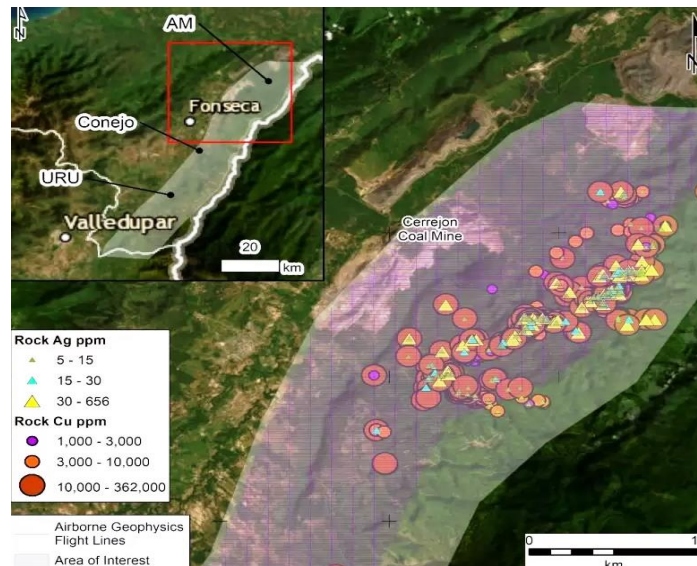 AM
Fonseca
Conejo
URU
Valledupar
20
km
Cerrejon
Coal Mine
Rock Ag ppm
5 - 15
15 - 30
30 - 656
Rock Cu ppm
1,000 - 3,000
3,000 - 10,000
10,000 - 362,000
Airborne Geophysics
Flight Lines
Area of Interest
0
1
km